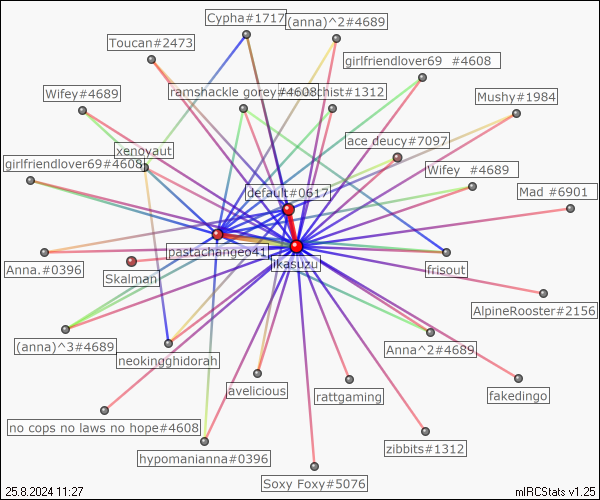 Cypha#1717
(anna)^2#4689
Toucan#2473
girlfriendlover69 #4608
ramshackle gorey #4608
chist#1312
Wifey#4689
Mushy#1984
ace deucy#7097
xenoyaut
girlfriendlover69#4608
Wifey #4689
default#0617
Mad #6901
pastachangeo41
ikasuzu
Anna.#0396
Skalman
frisout
AlpineRooster#2156
(anna)^3#4689
neokingghidorah
Anna^2#4689
avelicious
rattgaming
fakedingo
no cops no laws no hope#4608
hypomanianna#0396
zibbits#1312
Soxy Foxy#5076
25.8.2024 11:27
mIRCStats v1.25